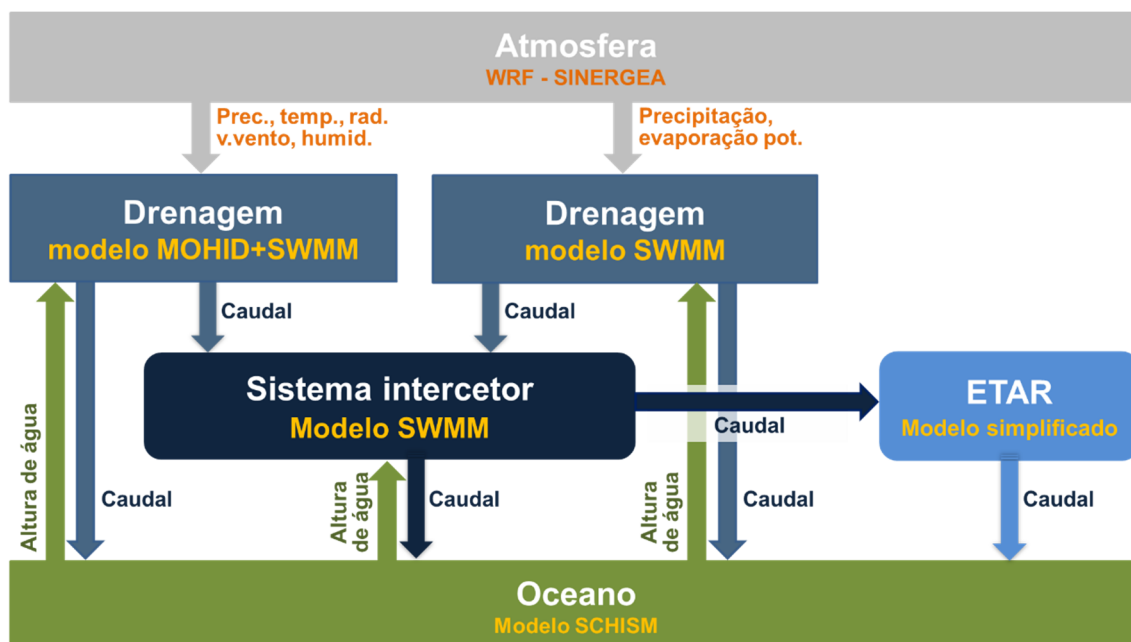 Atmosfera
WRF - SINERGEA
Prec., temp., rad.
v.vento, humid.
Precipitação,
evaporação pot.
Drenagem
modelo MOHID+SWMM
Drenagem
modelo SWMM
Caudal
Caudal
Sistema intercetor
Modelo SWMM
ETAR
Modelo simplificado
Caudal
Altura de água
Caudal
Altura
de água
Caudal
Altura
de água
Caudal
Caudal
Oceano
Modelo SCHISM